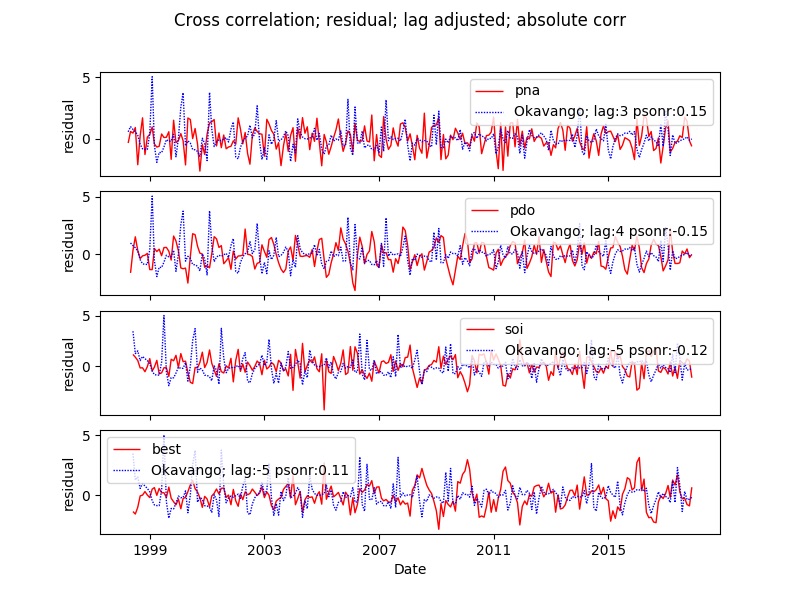 Cross correlation; residual; lag adjusted; absolute corr
5
0
residual
pna
Okavango; lag:3 psonr:0.15
5
0
residual
pdo
Okavango; lag:4 psonr:-0.15
5
0
residual
soi
Okavango; lag:-5 psonr:-0.12
5
0
residual
best
Okavango; lag:-5 psonr:0.11
1999 2003 2007 2011 2015
Date